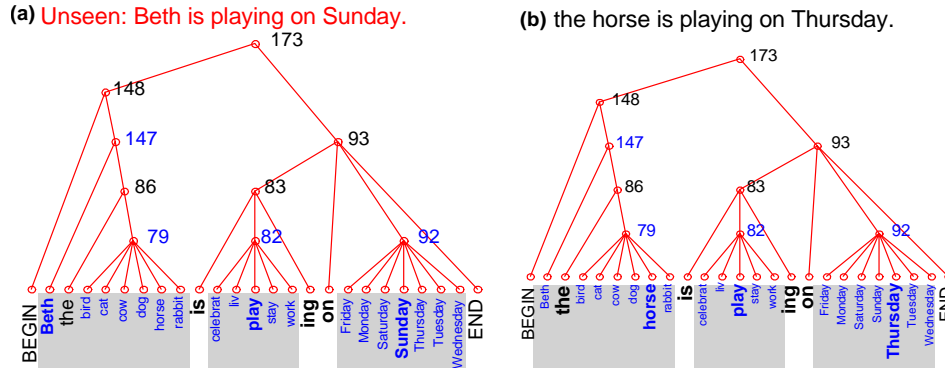 (a) Unseen: Beth is playing on Sunday.
173
148
147
93
86
83
79
82
92
BEGIN
Beth
the
bird
cat
cow
dog
horse
rabbit
is
celebrat
liv
play
stay
work
ing
on
Friday
Monday
Saturday
Sunday
Thursday
Tuesday
Wednesday
END
(b) the horse is playing on Thursday.
173
148
147
93
86
83
79
82
92
BEGIN
Beth
the
bird
cat
cow
dog
horse
rabbit
is
celebrat
liv
play
stay
work
ing
on
Friday
Monday
Saturday
Sunday
Thursday
Tuesday
Wednesday
END